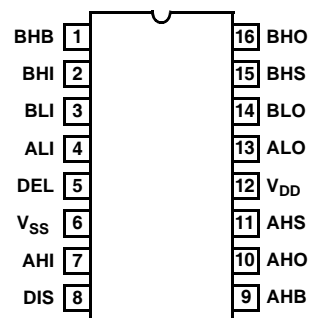 BHB 1 16 BHO
BHI 2 15 BHS
BLI 3 14 BLO
ALI 4 13 ALO
DEL 5 12 VDD
VSS 6 11 AHS
AHI 7 10 AHO
DIS 8 9 AHB